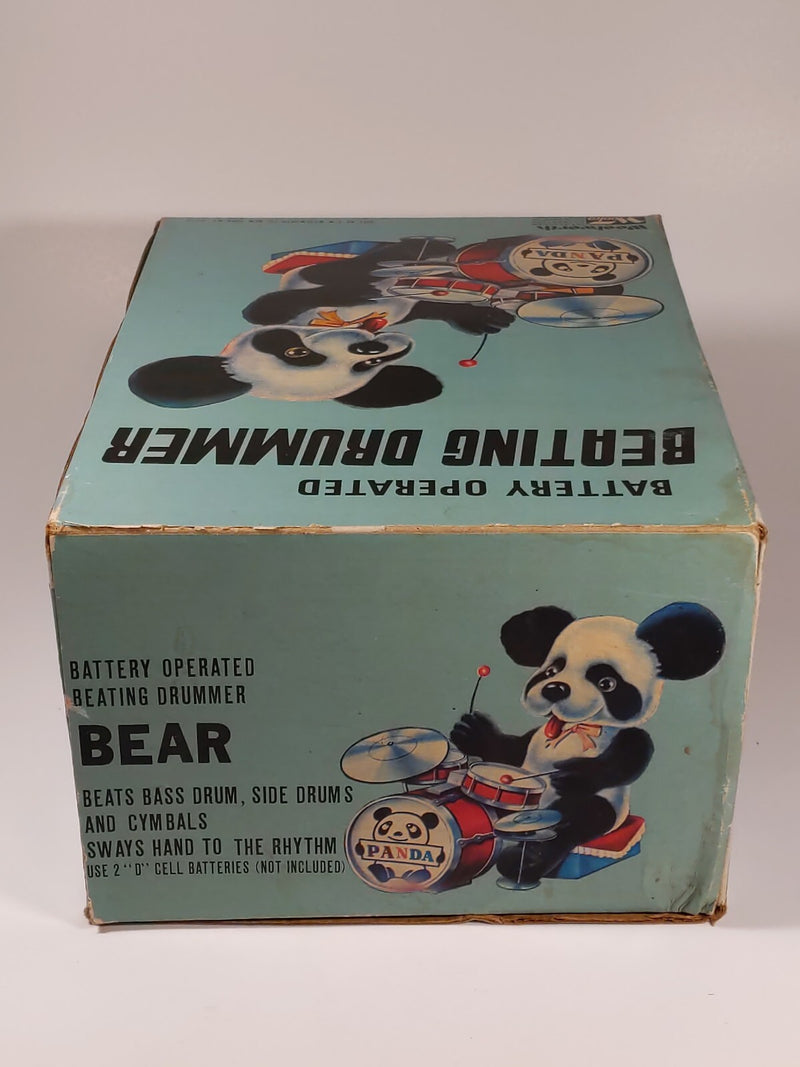 Woolworth
PANDA
BEATING DRUMMER
BATTERY OPERATED
BATTERY OPERATED
BEATING DRUMMER
BEAR
BEATS BASS DRUM, SIDE DRUMS
AND CYMBALS
SWAYS HAND TO THE RHYTHM
USE 2 "D" CELL BATTERIES (NOT INCLUDED)
PANDA